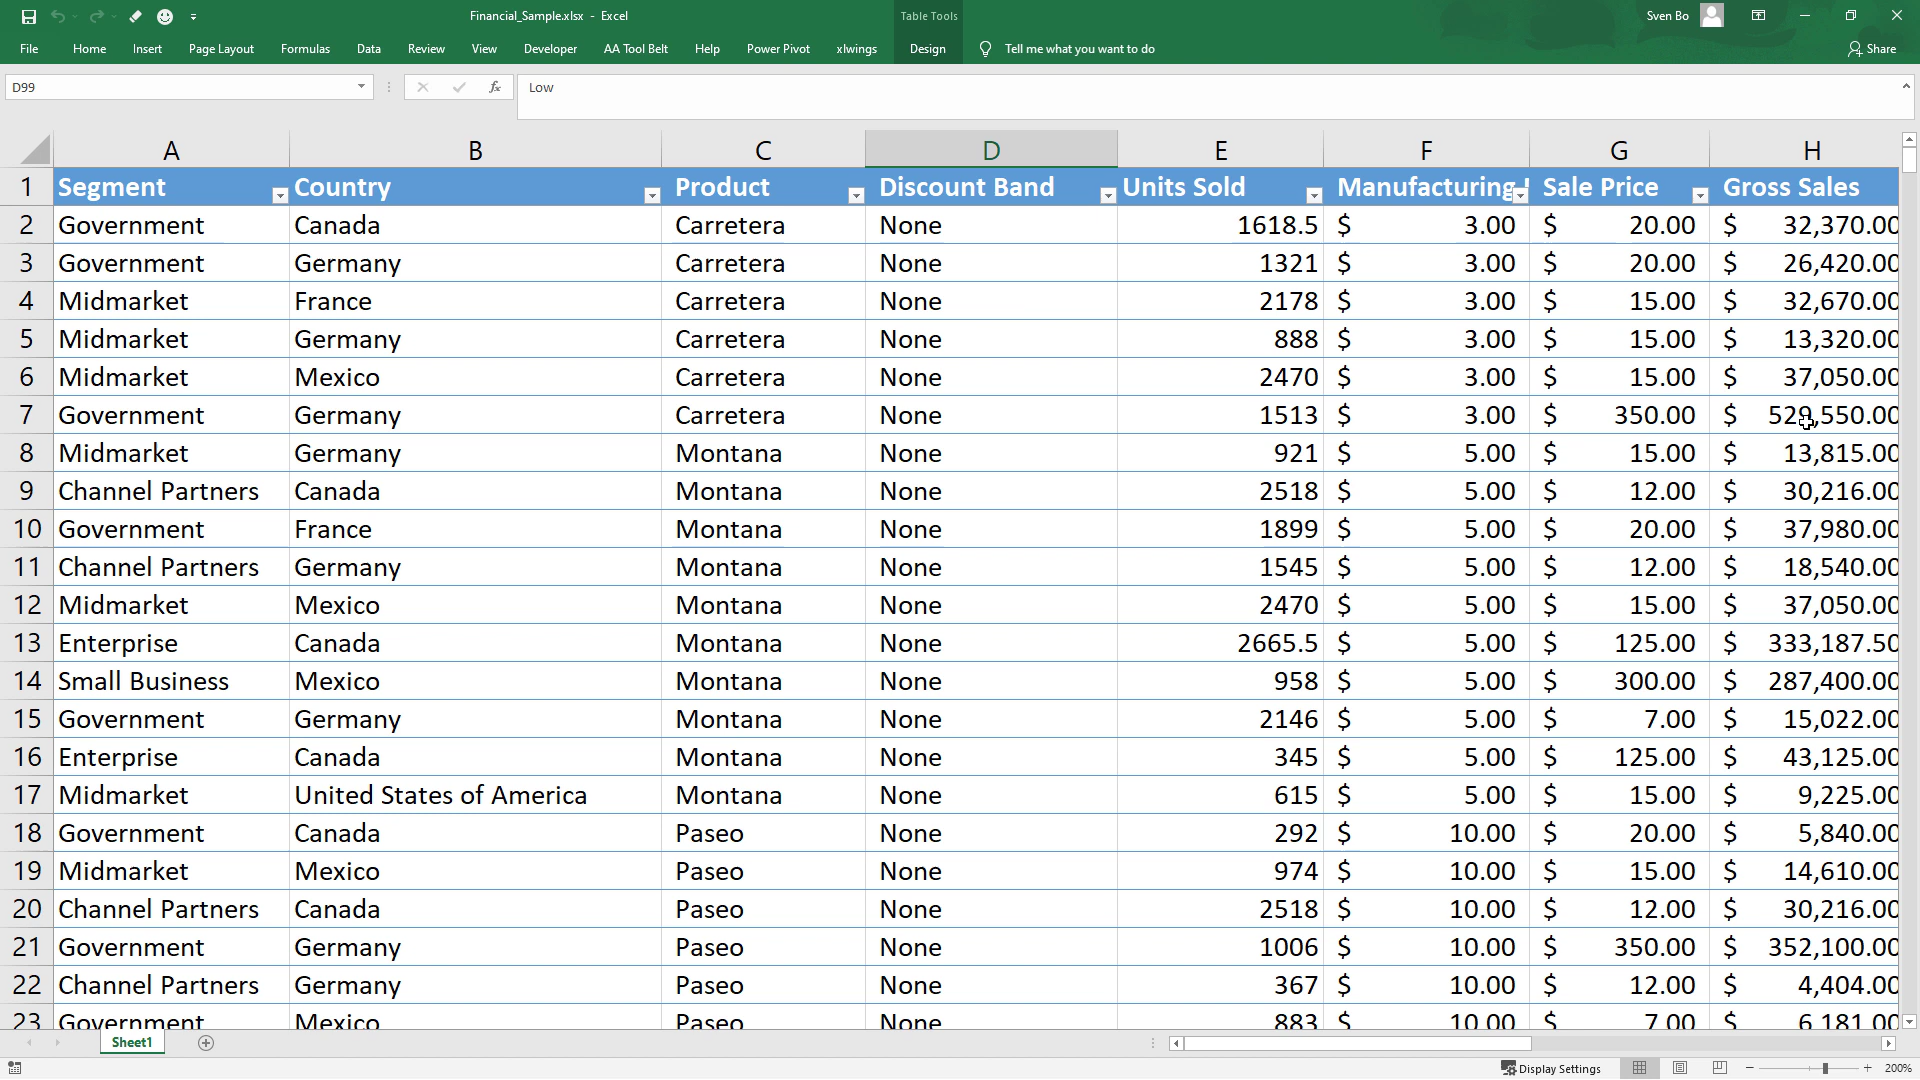 Financial_Sample.xlsx - Excel
Table Tools
Sven Bo
File Home Insert Page Layout Formulas Data Review View Developer AA Tool Belt Help Power Pivot xlwings Design Tell me what you want to do Share
D99 fx Low
A B C D E F G H
1 Segment Country Product Discount Band Units Sold Manufacturing Sale Price Gross Sales
2 Government Canada Carretera None 1618.5 $ 3.00 $ 20.00 $ 32,370.00
3 Government Germany Carretera None 1321 $ 3.00 $ 20.00 $ 26,420.00
4 Midmarket France Carretera None 2178 $ 3.00 $ 15.00 $ 32,670.00
5 Midmarket Germany Carretera None 888 $ 3.00 $ 15.00 $ 13,320.00
6 Midmarket Mexico Carretera None 2470 $ 3.00 $ 15.00 $ 37,050.00
7 Government Germany Carretera None 1513 $ 3.00 $ 350.00 $ 529,550.00
8 Midmarket Germany Montana None 921 $ 5.00 $ 15.00 $ 13,815.00
9 Channel Partners Canada Montana None 2518 $ 5.00 $ 12.00 $ 30,216.00
10 Government France Montana None 1899 $ 5.00 $ 20.00 $ 37,980.00
11 Channel Partners Germany Montana None 1545 $ 5.00 $ 12.00 $ 18,540.00
12 Midmarket Mexico Montana None 2470 $ 5.00 $ 15.00 $ 37,050.00
13 Enterprise Canada Montana None 2665.5 $ 5.00 $ 125.00 $ 333,187.50
14 Small Business Mexico Montana None 958 $ 5.00 $ 300.00 $ 287,400.00
15 Government Germany Montana None 2146 $ 5.00 $ 7.00 $ 15,022.00
16 Enterprise Canada Montana None 345 $ 5.00 $ 125.00 $ 43,125.00
17 Midmarket United States of America Montana None 615 $ 5.00 $ 15.00 $ 9,225.00
18 Government Canada Paseo None 292 $ 10.00 $ 20.00 $ 5,840.00
19 Midmarket Mexico Paseo None 974 $ 10.00 $ 15.00 $ 14,610.00
20 Channel Partners Canada Paseo None 2518 $ 10.00 $ 12.00 $ 30,216.00
21 Government Germany Paseo None 1006 $ 10.00 $ 350.00 $ 352,100.00
22 Channel Partners Germany Paseo None 367 $ 10.00 $ 12.00 $ 4,404.00
23 Government Mexico Paseo None 883 $ 10.00 $ 7.00 $ 6,181.00
Sheet1
Display Settings 200%